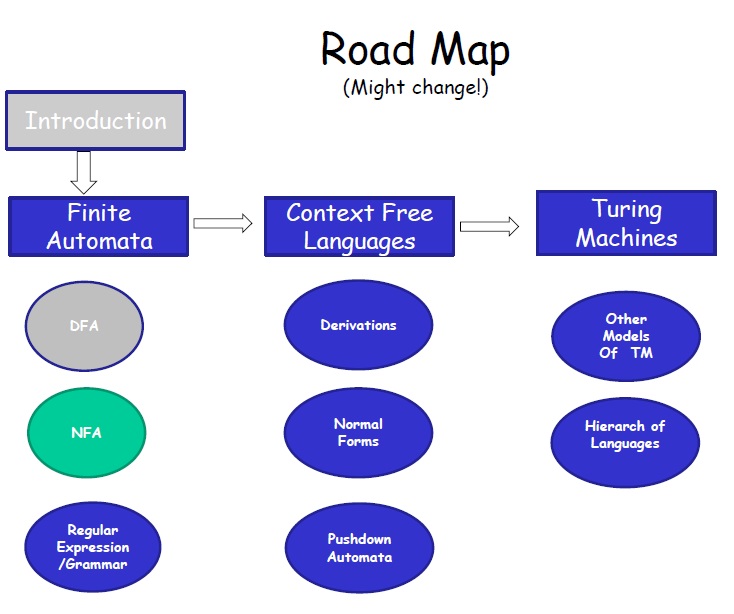 Road Map
(Might change!)
Introduction
Finite
Automata
Context Free
Languages
Turing
Machines
DFA
Derivations
Other
Models
Of TM
NFA
Normal
Forms
Hierarch of
Languages
Regular
Expression
/Grammar
Pushdown
Automata